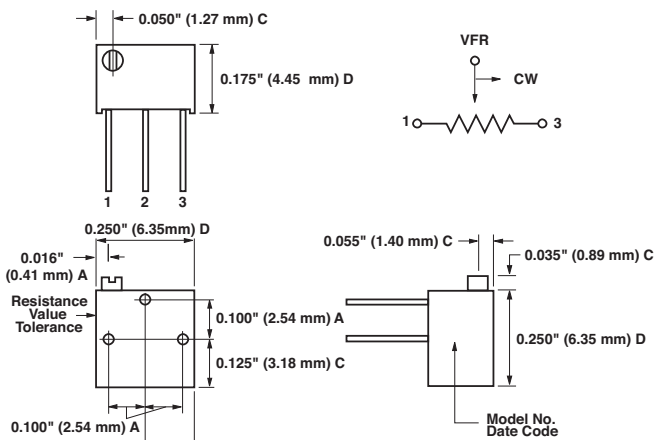 0.050" (1.27 mm) C
0.175" (4.45 mm) D
1 2 3
VFR
CW
1 3
0.250" (6.35mm) D
0.016"
(0.41 mm) A
Resistance
Value
Tolerance
0.100" (2.54 mm) A
0.125" (3.18 mm) C
0.100" (2.54 mm) A
0.055" (1.40 mm) C
0.035" (0.89 mm) C
0.250" (6.35 mm) D
Model No.
Date Code